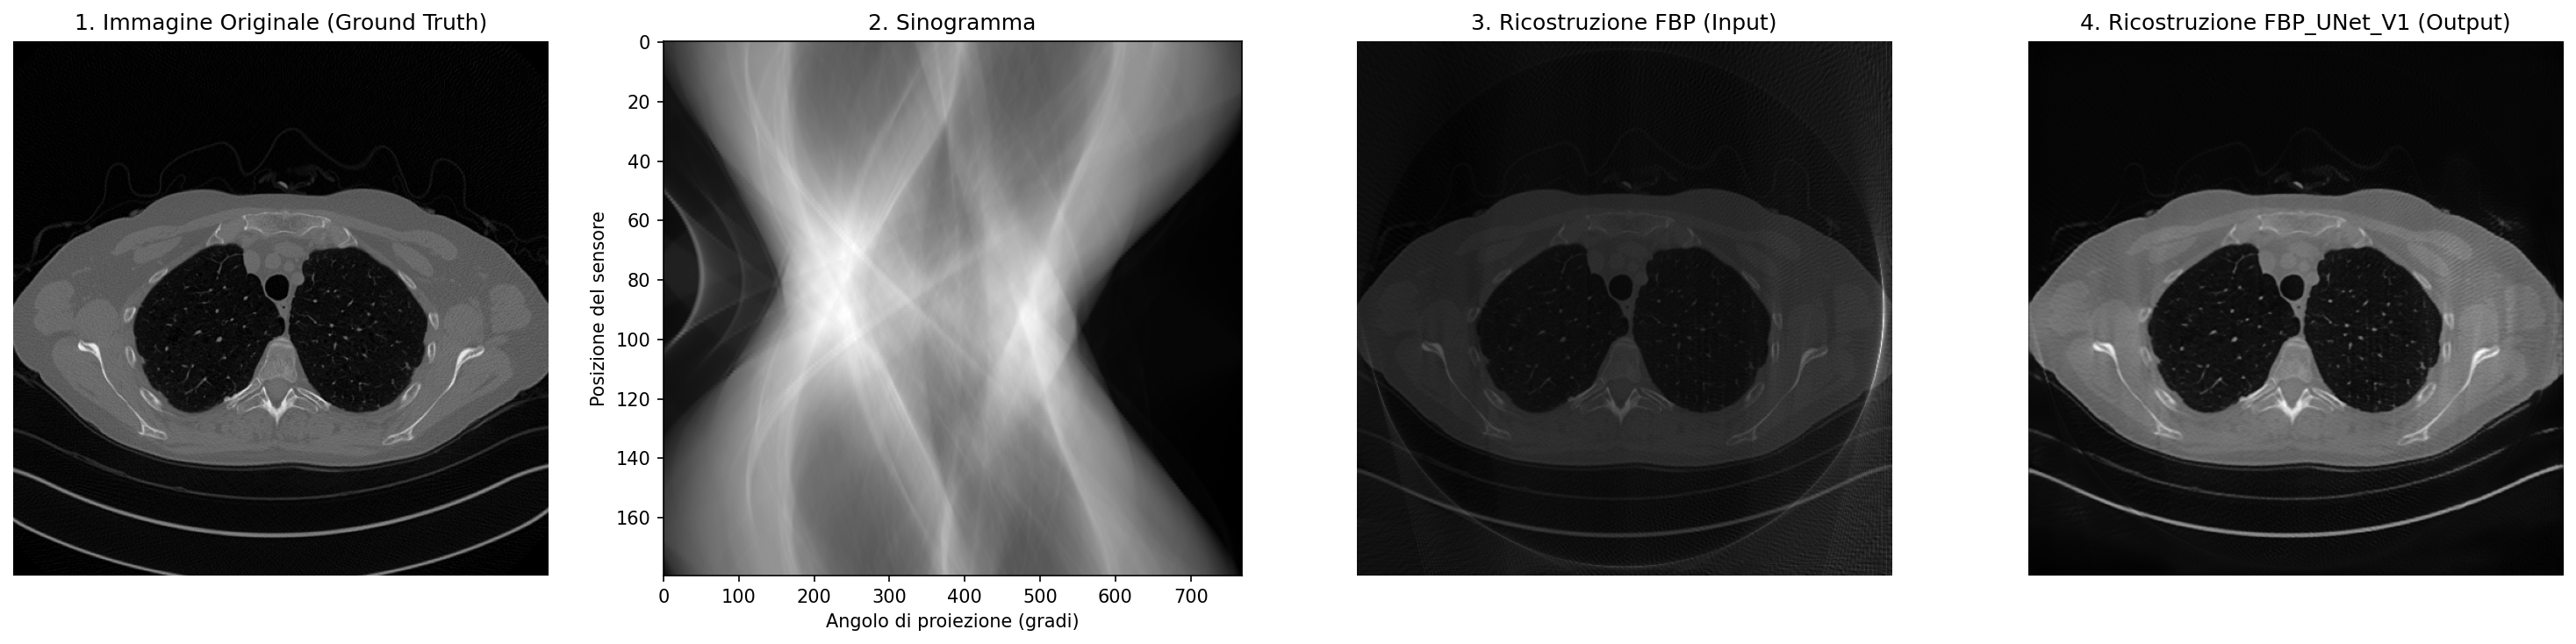 1. Immagine Originale (Ground Truth)
2. Sinogramma
3. Ricostruzione FBP (Input)
4. Ricostruzione FBP_UNet_V1 (Output)
0
20
40
60
80
100
120
140
160
Posizione del sensore
0 100 200 300 400 500 600 700
Angolo di proiezione (gradi)